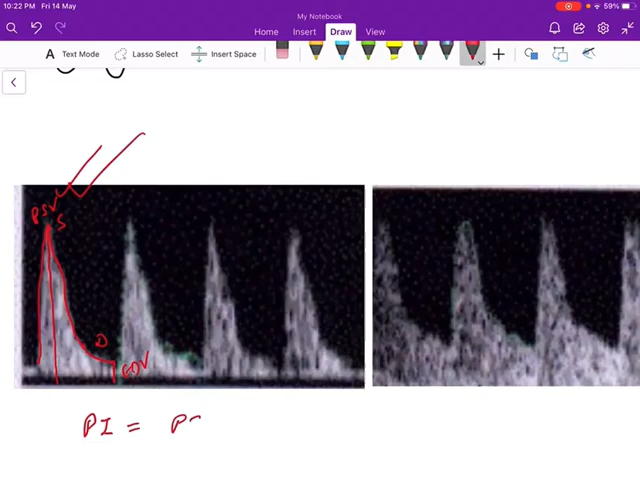 10:22 PM Fri 14 May
My Notebook
59%
Home Insert Draw View
A Text Mode Lasso Select Insert Space
PSV
S
D
EDV
PI =